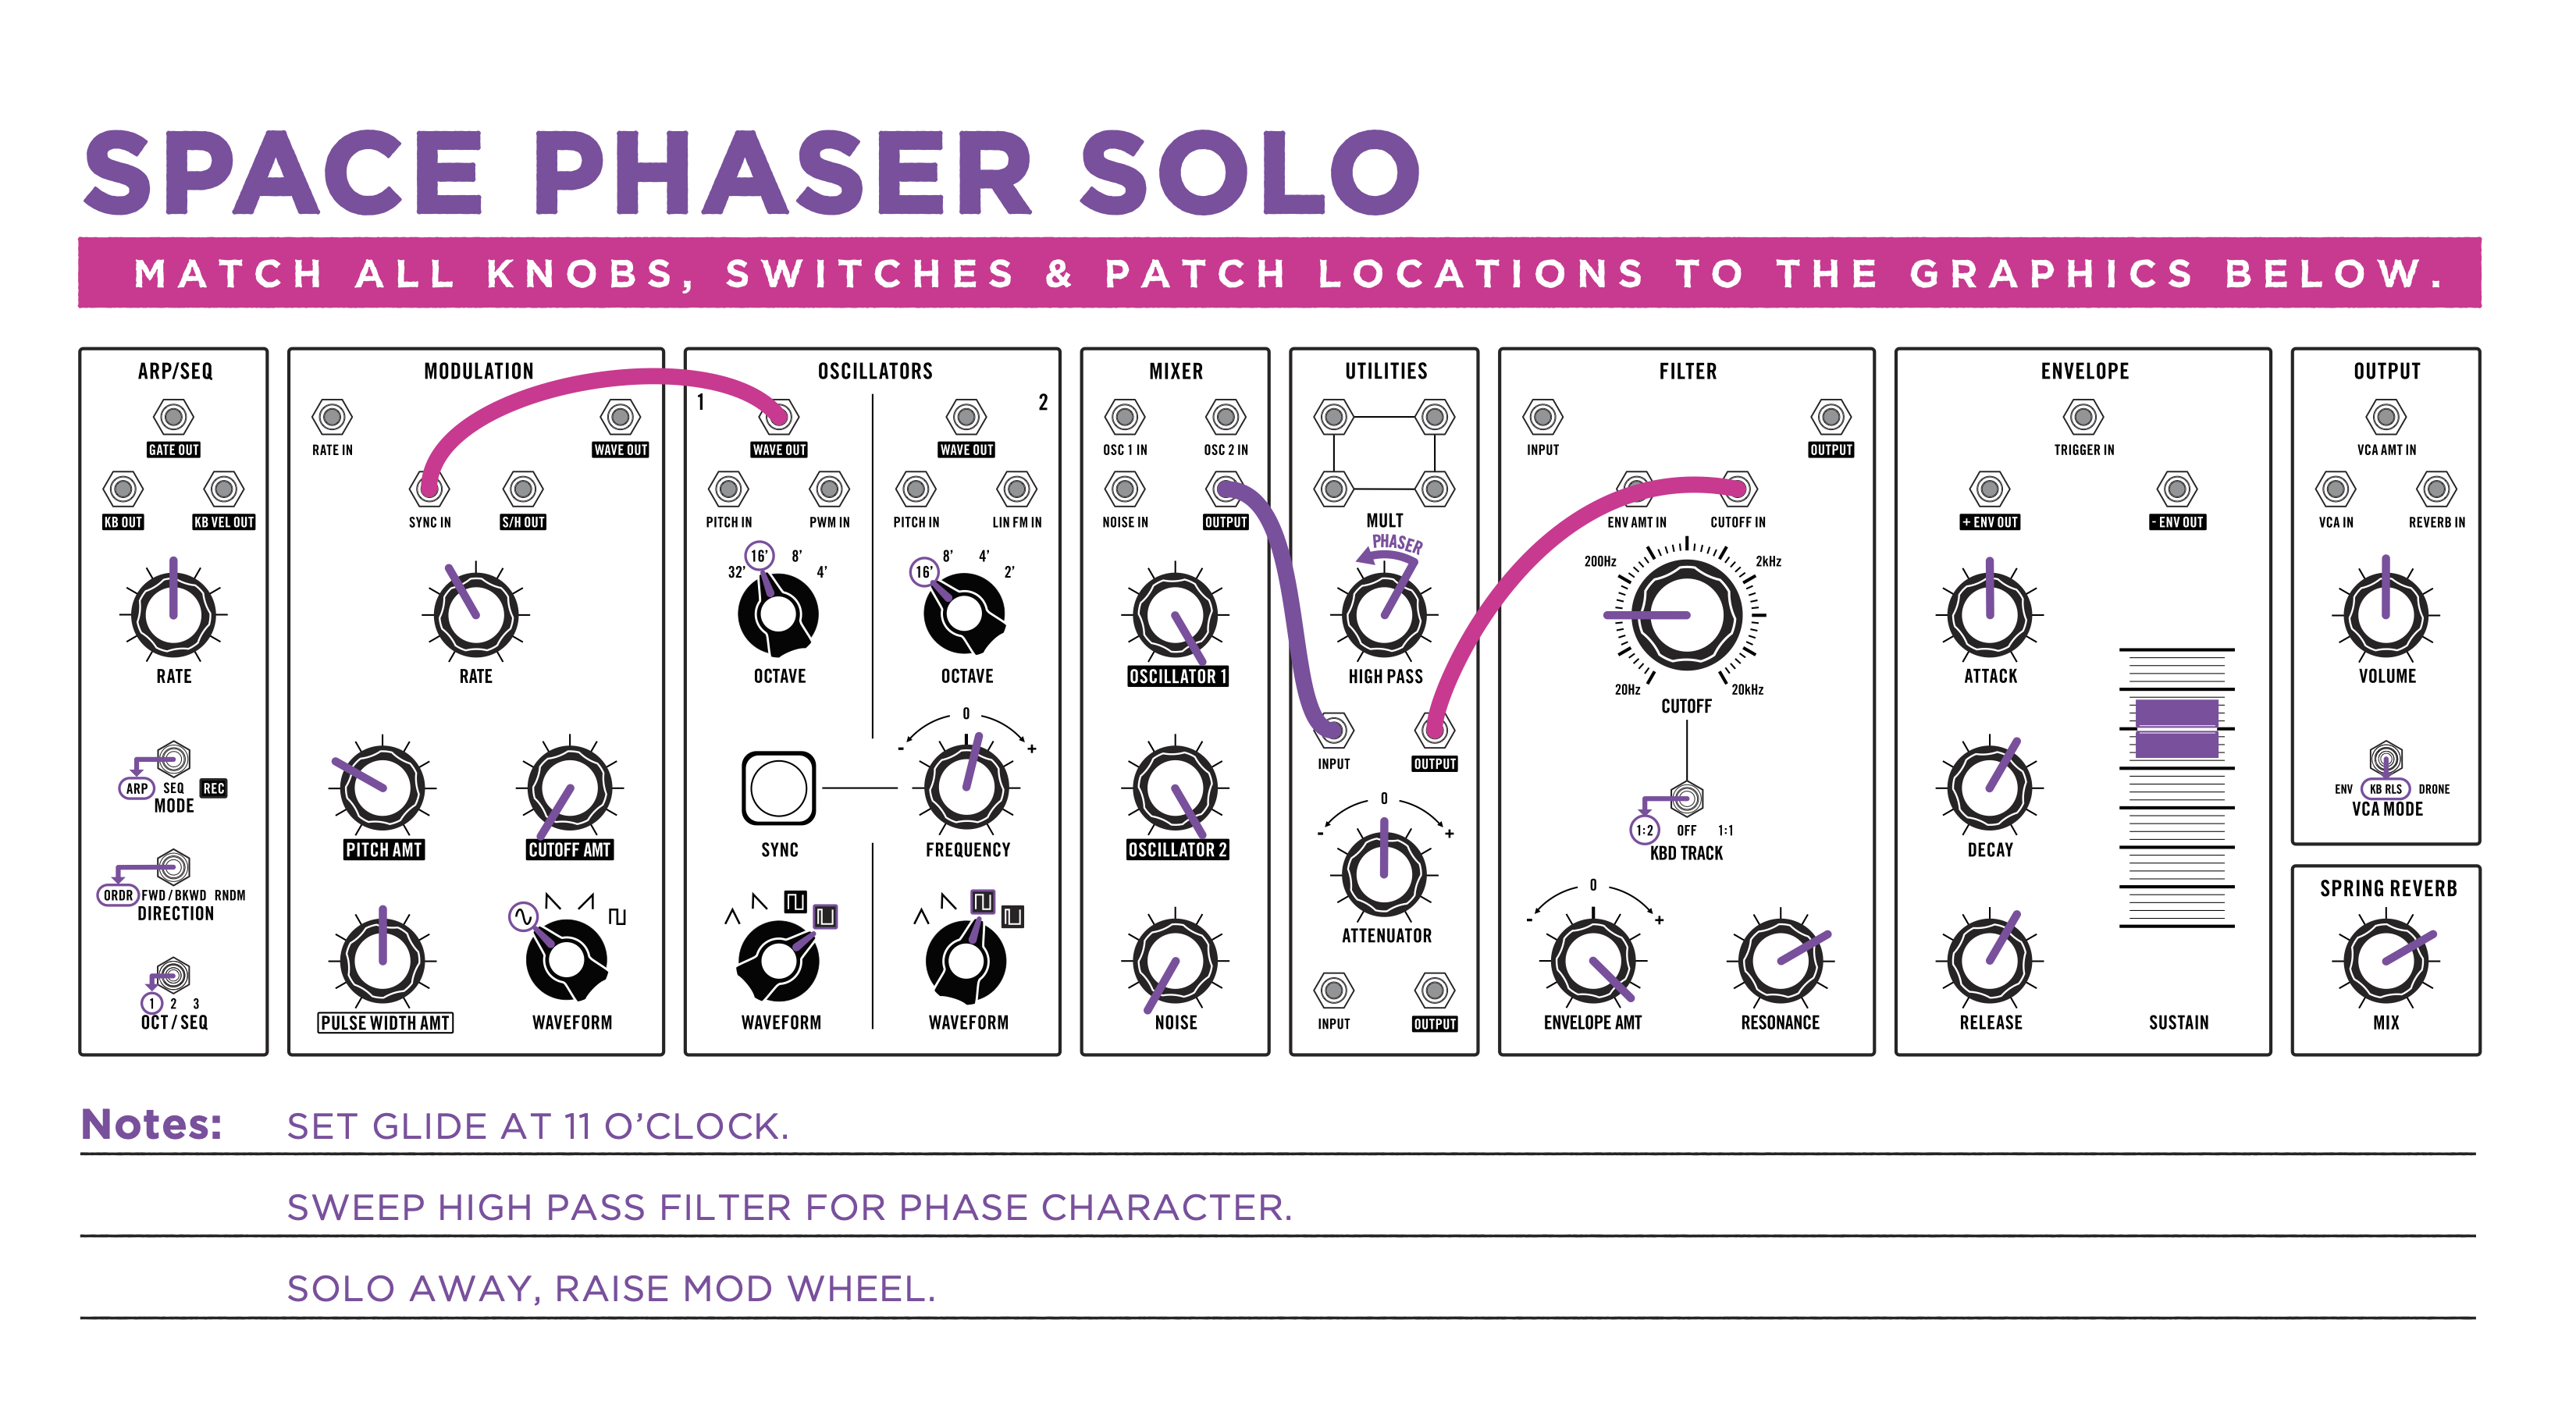 SPACE PHASER SOLO
MATCH ALL KNOBS, SWITCHES & PATCH LOCATIONS TO THE GRAPHICS BELOW.
ARP/SEQ
GATE OUT
KB OUT KB VEL OUT
RATE
ARP SEQ REC
MODE
ORDR FWD / BKWD RNDM
DIRECTION
1 2 3
OCT / SEQ
MODULATION
RATE IN WAVE OUT
SYNC IN S/H OUT
RATE
PITCH AMT CUTOFF AMT
PULSE WIDTH AMT WAVEFORM
OSCILLATORS
1 2
WAVE OUT WAVE OUT
PITCH IN PWM IN PITCH IN LIN FM IN
32' 16' 8' 4' 16' 8' 4' 2'
OCTAVE OCTAVE
- 0 +
SYNC FREQUENCY
WAVEFORM WAVEFORM
MIXER
OSC 1 IN OSC 2 IN
NOISE IN OUTPUT
OSCILLATOR 1
OSCILLATOR 2
NOISE
UTILITIES
MULT
PHASER
HIGH PASS
INPUT OUTPUT
- 0 +
ATTENUATOR
INPUT OUTPUT
FILTER
INPUT OUTPUT
ENV AMT IN CUTOFF IN
200Hz 2kHz
20Hz 20kHz
CUTOFF
1:2 OFF 1:1
KBD TRACK
- 0 +
ENVELOPE AMT RESONANCE
ENVELOPE
TRIGGER IN
+ ENV OUT - ENV OUT
ATTACK
DECAY
RELEASE SUSTAIN
OUTPUT
VCA AMT IN
VCA IN REVERB IN
VOLUME
ENV KB RLS DRONE
VCA MODE
SPRING REVERB
MIX
Notes: SET GLIDE AT 11 O’CLOCK.
SWEEP HIGH PASS FILTER FOR PHASE CHARACTER.
SOLO AWAY, RAISE MOD WHEEL.